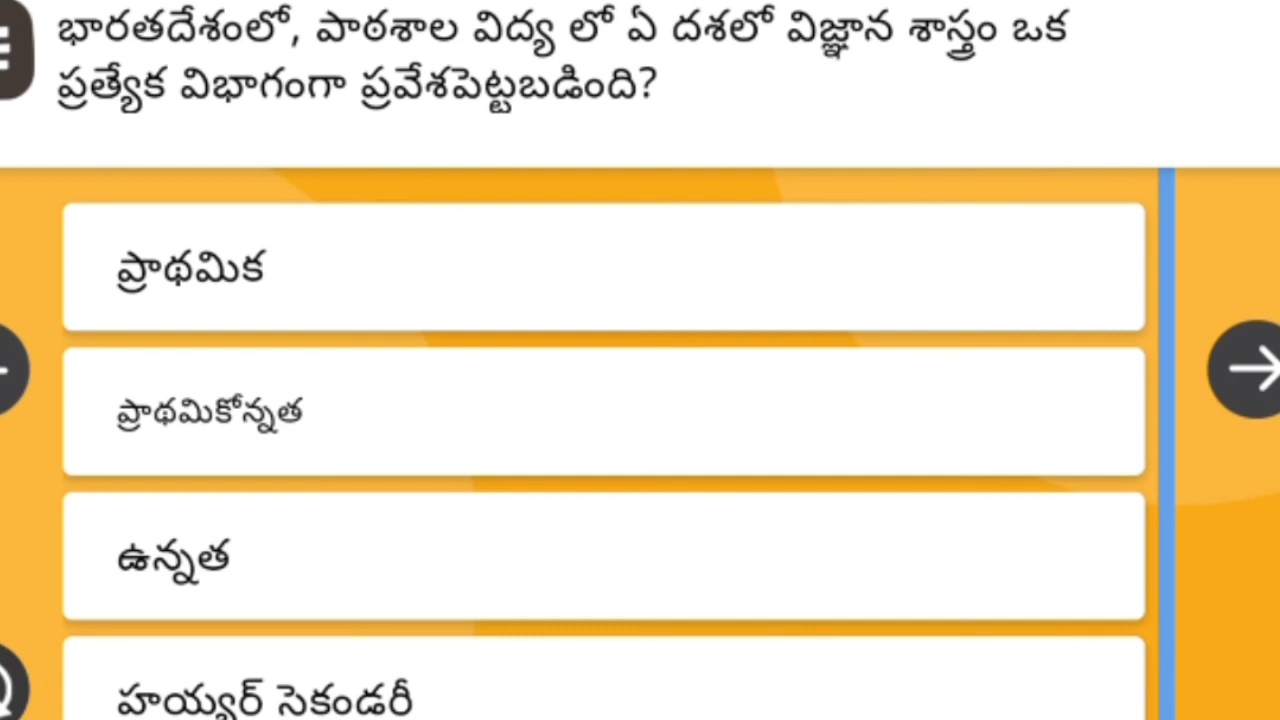 భారతదేశంలో, పాఠశాల విద్య లో ఏ దశలో విజ్ఞాన శాస్త్రం ఒక
ప్రత్యేక విభాగంగా ప్రవేశపెట్టబడింది?
ప్రాథమిక
ప్రాథమికోన్నత
ఉన్నత
హయ్యర్ సెకండరీ